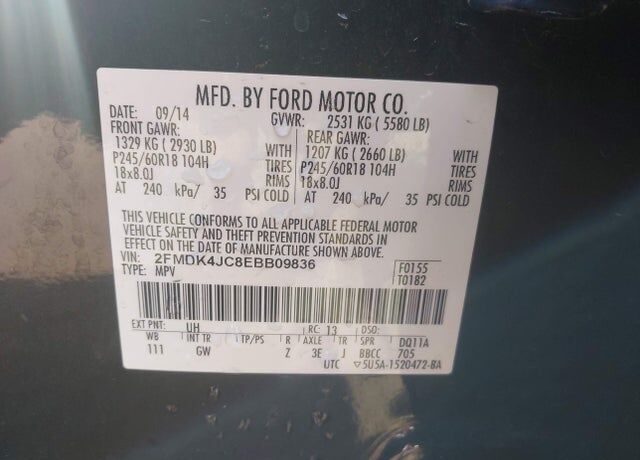 MFD. BY FORD MOTOR CO.
DATE: 09/14 GVWR: 2531 KG ( 5580 LB)
FRONT GAWR: REAR GAWR:
1329 KG ( 2930 LB) 1207 KG ( 2660 LB)
P245/60R18 104H TIRES P245/60R18 104H TIRES
18x8.0J RIMS 18x8.0J RIMS
AT 240 kPa/ 35 PSI COLD AT 240 kPa/ 35 PSI COLD
THIS VEHICLE CONFORMS TO ALL APPLICABLE FEDERAL MOTOR
VEHICLE SAFETY AND THEFT PREVENTION STANDARDS IN
EFFECT ON THE DATE OF MANUFACTURE SHOWN ABOVE.
VIN: 2FMDK4JC8EBB09836
TYPE: MPV F0155
T0182
EXT PNT: UH RC: 13 DSO:
WB INT TR TP/PS R AXLE TR SPR DQ11A
111 GW Z 3E J BBCC 705
UTC ▽5U5A-1520472-BA